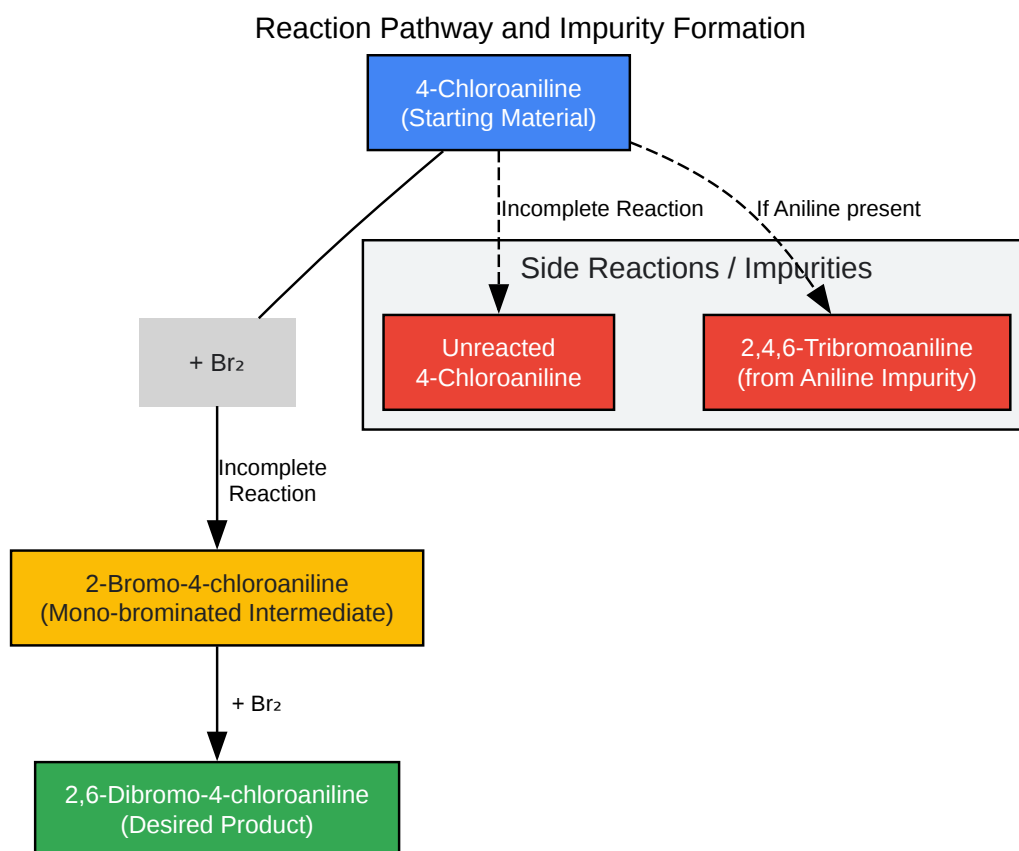 Reaction Pathway and Impurity Formation
4-Chloroaniline
(Starting Material)
Incomplete Reaction
If Aniline present
Side Reactions / Impurities
Unreacted
4-Chloroaniline
2,4,6-Tribromoaniline
(from Aniline Impurity)
+ Br₂
Incomplete
Reaction
2-Bromo-4-chloroaniline
(Mono-brominated Intermediate)
+ Br₂
2,6-Dibromo-4-chloroaniline
(Desired Product)